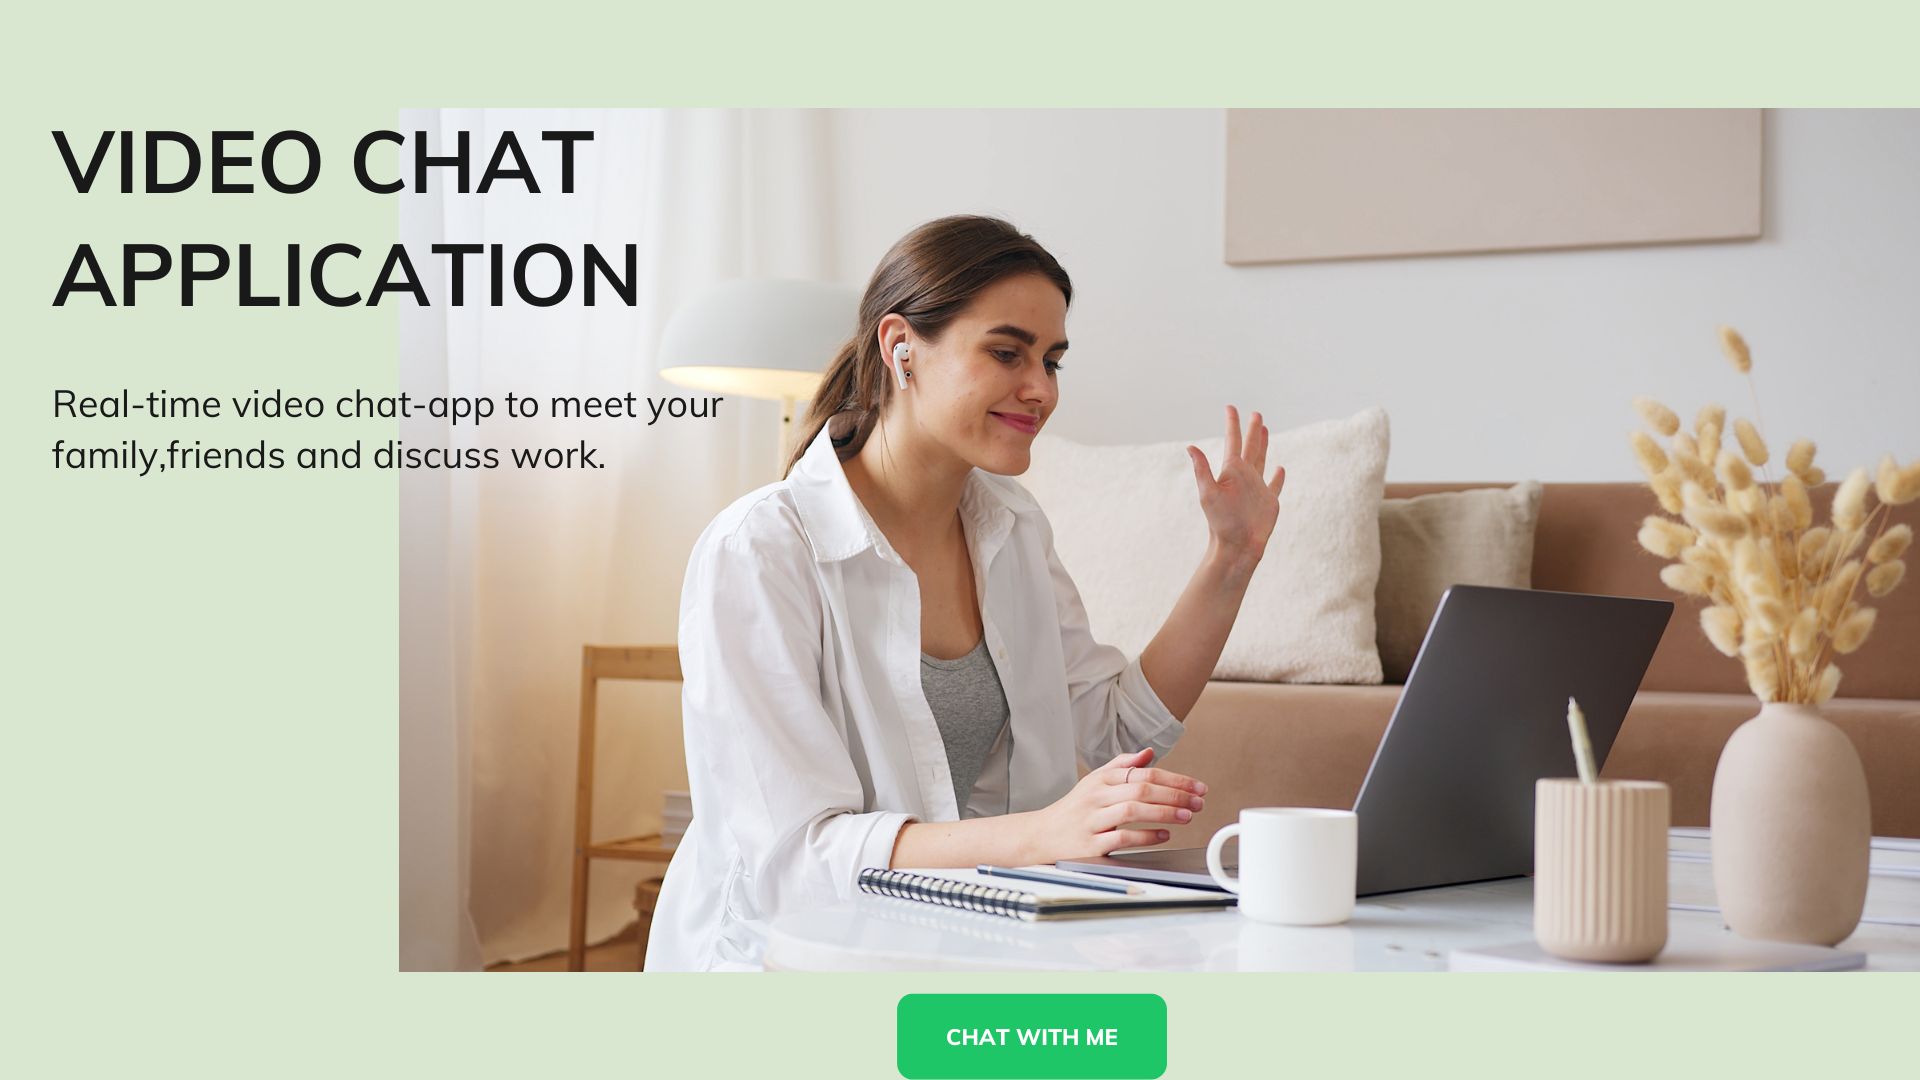 VIDEO CHAT
APPLICATION
Real-time video chat-app to meet your
family,friends and discuss work.
CHAT WITH ME